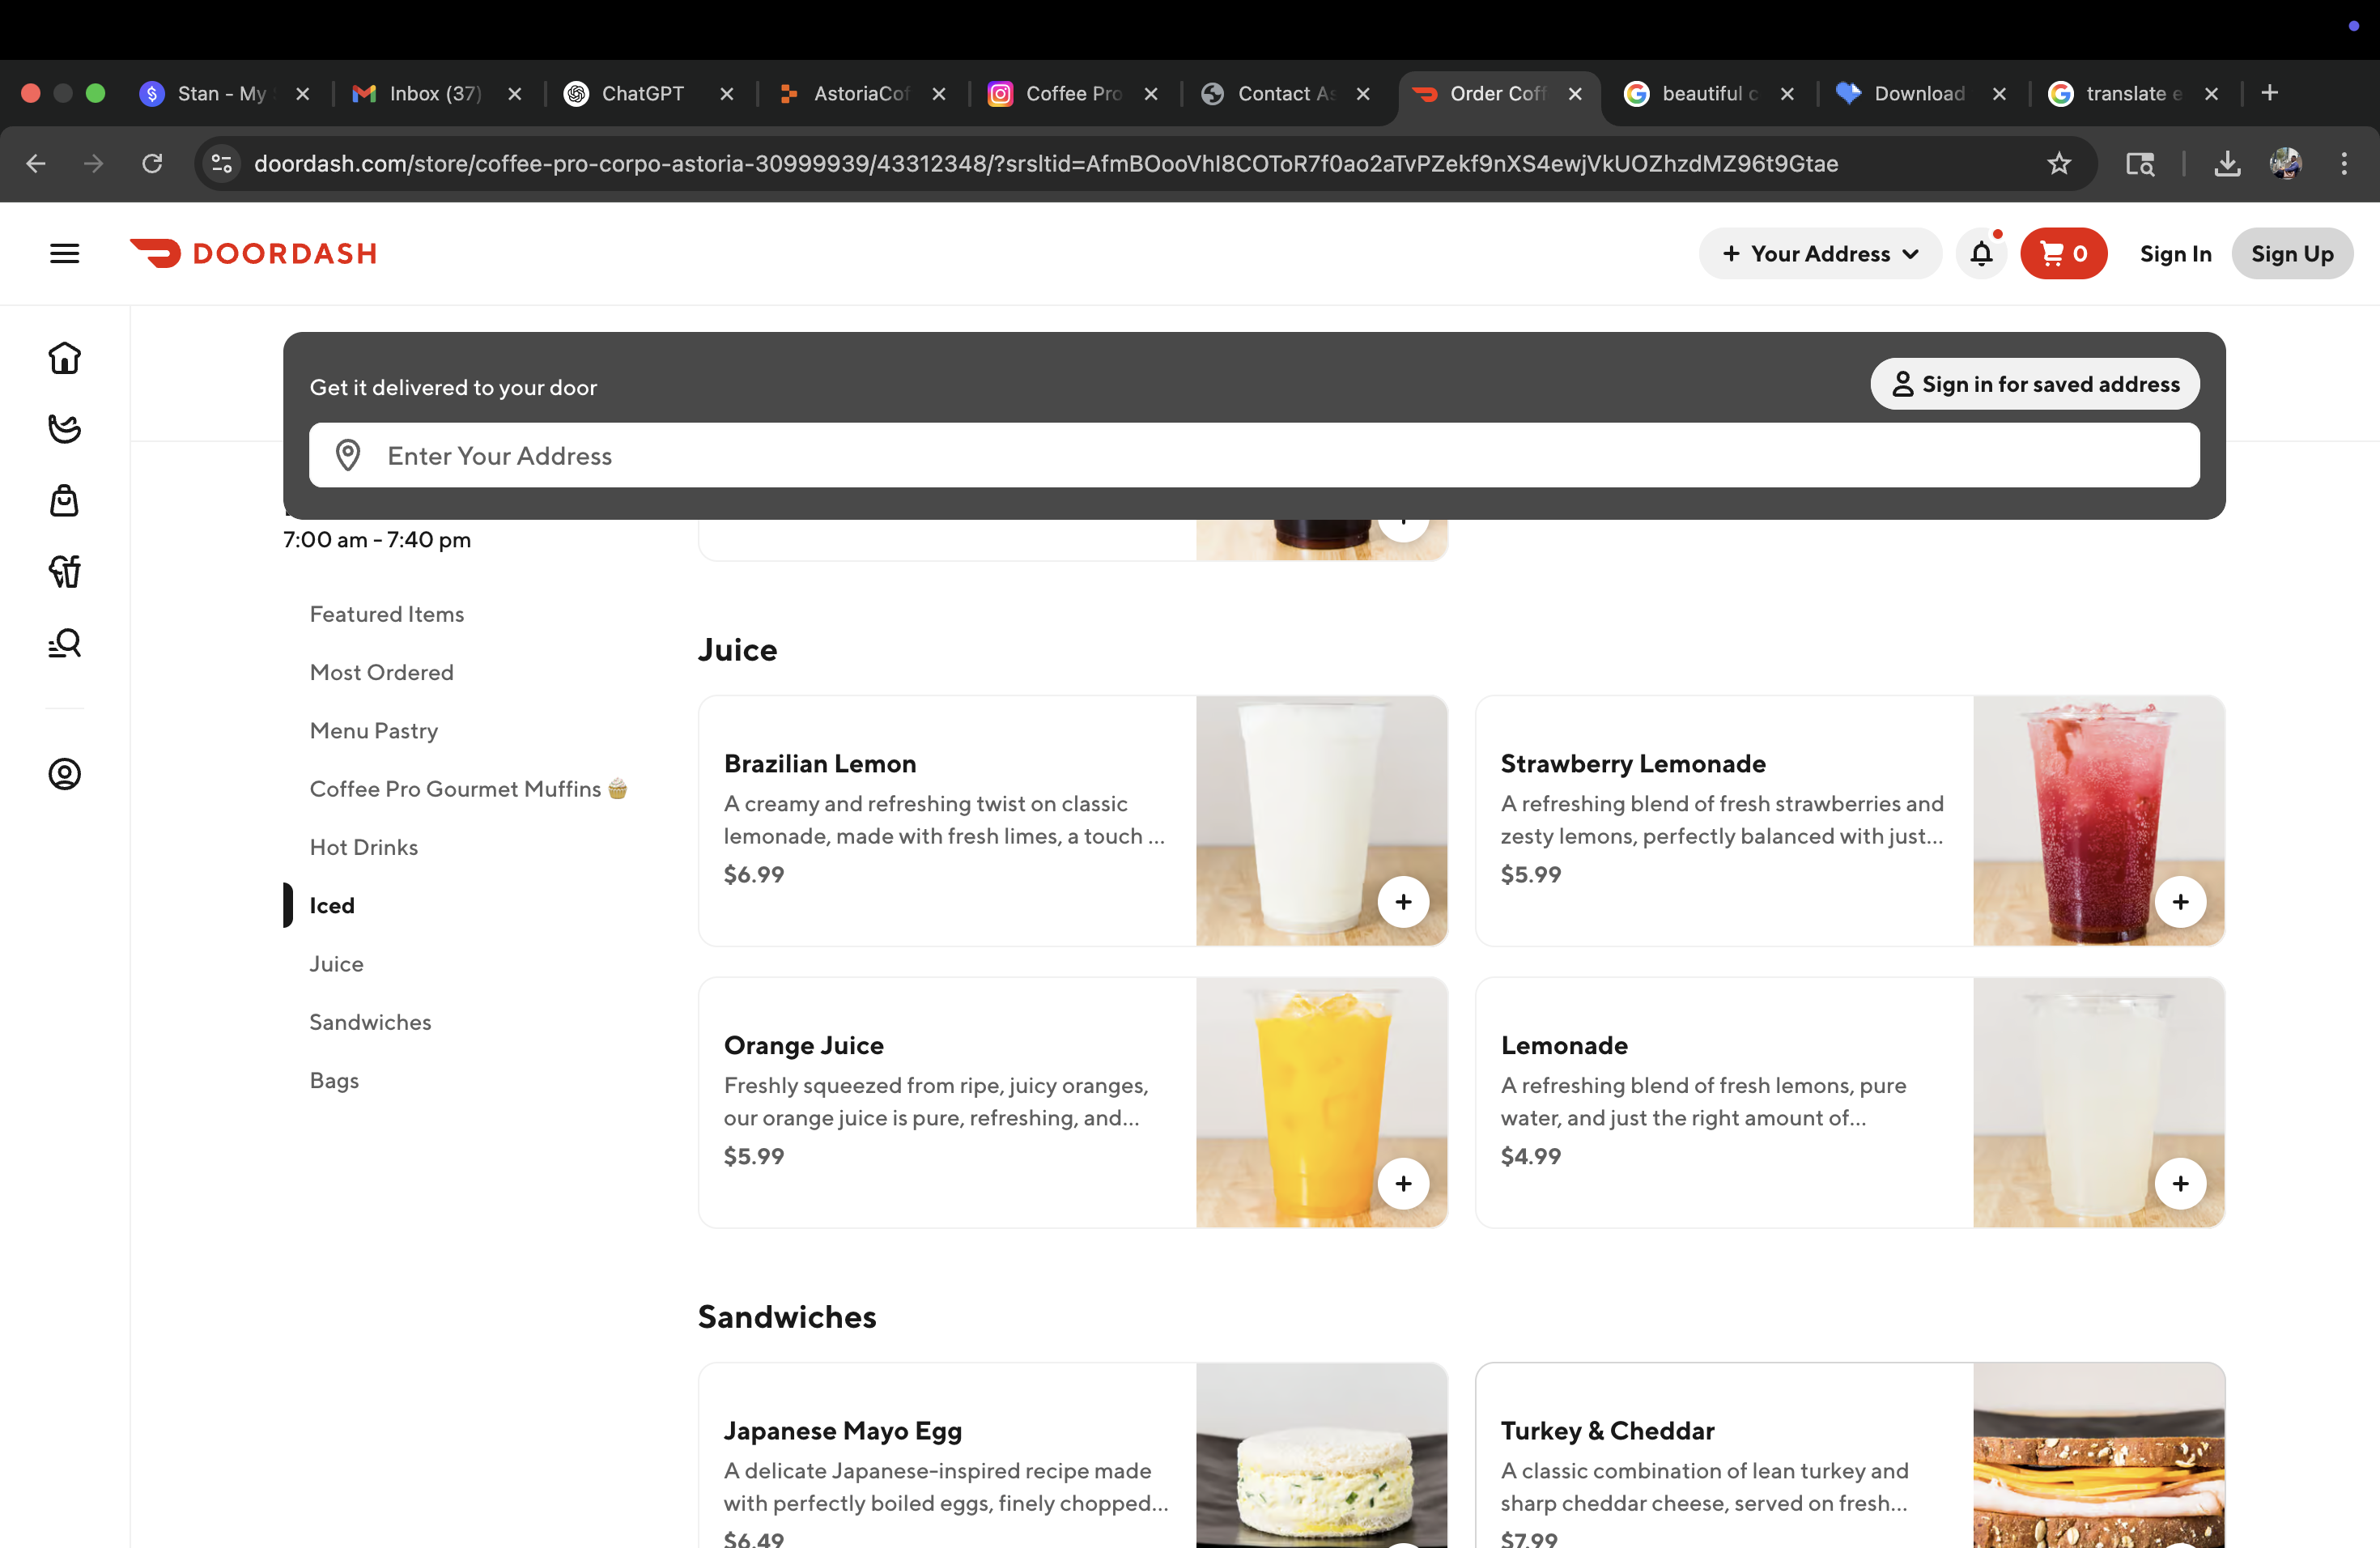 Stan - My
Inbox (37)
ChatGPT
AstoriaCof
Coffee Pro
Contact As
Order Coff
beautiful c
Download
translate e
doordash.com/store/coffee-pro-corpo-astoria-30999939/43312348/?srsltid=AfmBOooVhI8COToR7f0ao2aTvPZekf9nXS4ewjVkUOZhzdMZ96t9Gtae
DOORDASH
Your Address
0
Sign In
Sign Up
Get it delivered to your door
Sign in for saved address
Enter Your Address
7:00 am - 7:40 pm
Featured Items
Most Ordered
Menu Pastry
Coffee Pro Gourmet Muffins 🧁
Hot Drinks
Iced
Juice
Sandwiches
Bags
Juice
Brazilian Lemon
A creamy and refreshing twist on classic
lemonade, made with fresh limes, a touch ...
$6.99
Strawberry Lemonade
A refreshing blend of fresh strawberries and
zesty lemons, perfectly balanced with just...
$5.99
Orange Juice
Freshly squeezed from ripe, juicy oranges,
our orange juice is pure, refreshing, and...
$5.99
Lemonade
A refreshing blend of fresh lemons, pure
water, and just the right amount of...
$4.99
Sandwiches
Japanese Mayo Egg
A delicate Japanese-inspired recipe made
with perfectly boiled eggs, finely chopped...
$6.49
Turkey & Cheddar
A classic combination of lean turkey and
sharp cheddar cheese, served on fresh...
$7.99